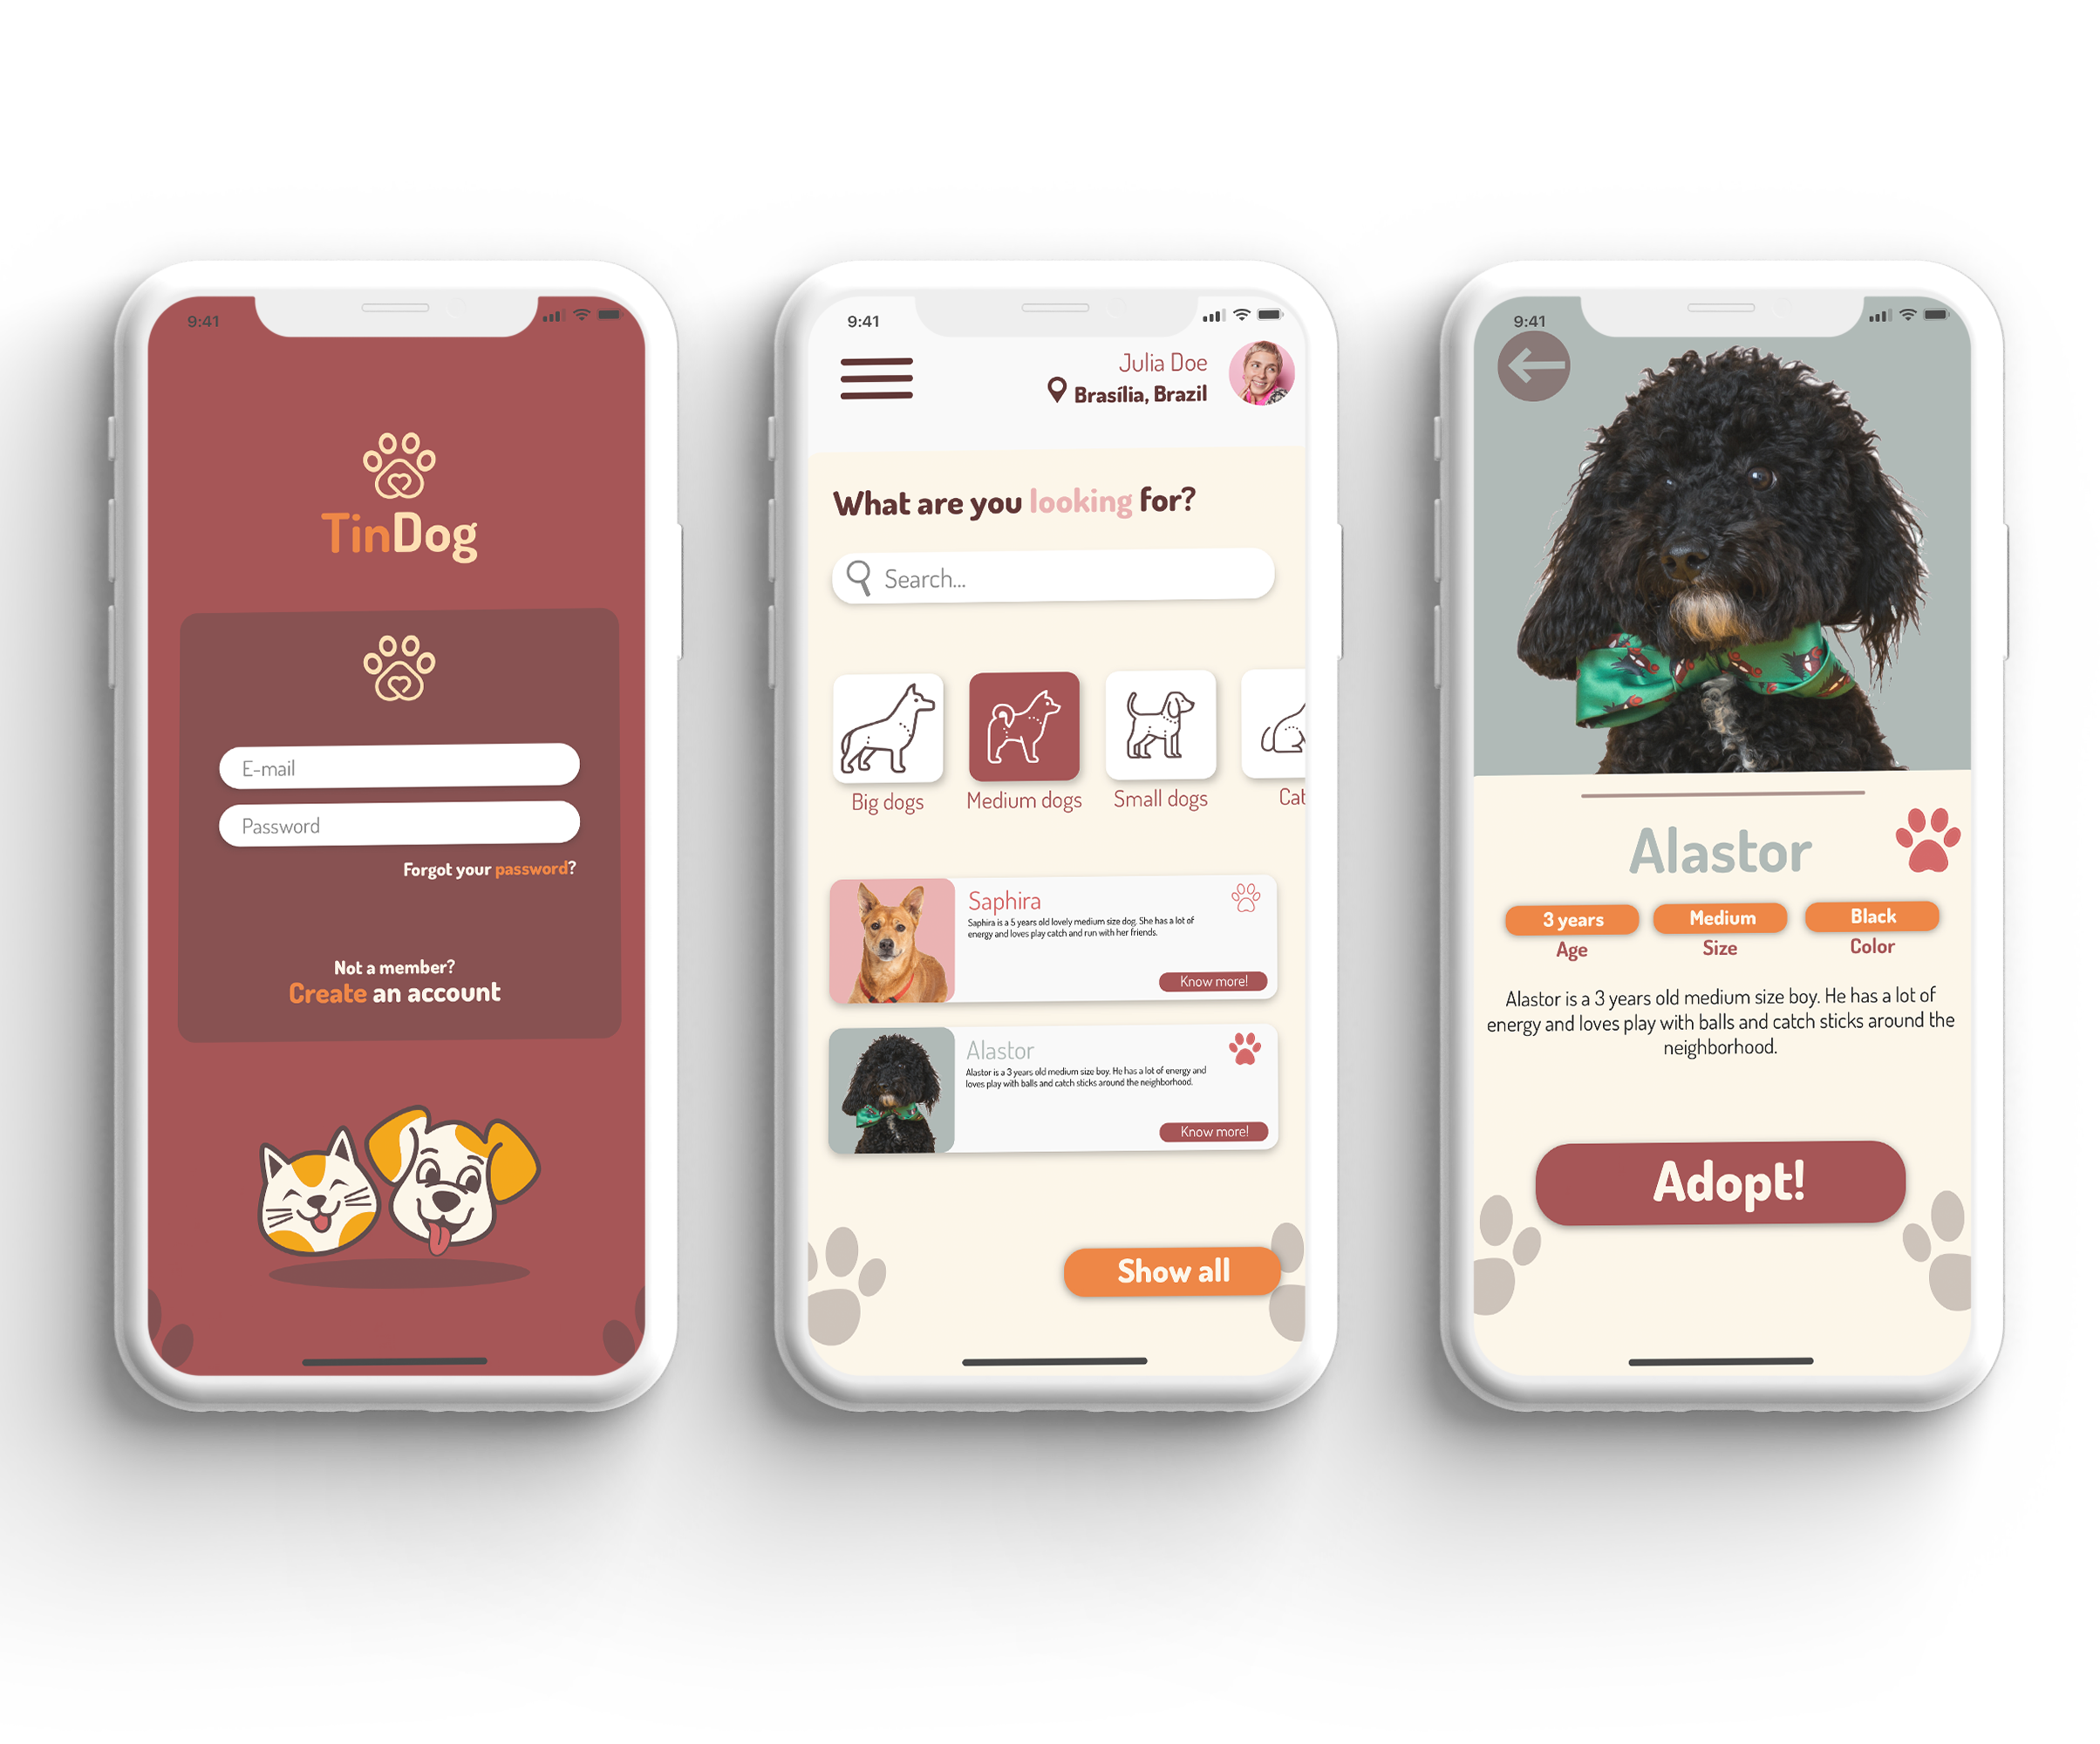 9:41
TinDog
E-mail
Password
Forgot your password?
Not a member?
Create an account
9:41
Julia Doe
Brasília, Brazil
What are you looking for?
Search...
Big dogs
Medium dogs
Small dogs
Cat
Saphira
Saphira is a 5 years old lovely medium size dog. She has a lot of
energy and loves play catch and run with her friends.
Know more!
Alastor
Alastor is a 3 years old medium size boy. He has a lot of energy and
loves play with balls and catch sticks around the neighborhood.
Know more!
Show all
9:41
Alastor
3 years
Medium
Black
Age
Size
Color
Alastor is a 3 years old medium size boy. He has a lot of
energy and loves play with balls and catch sticks around the
neighborhood.
Adopt!